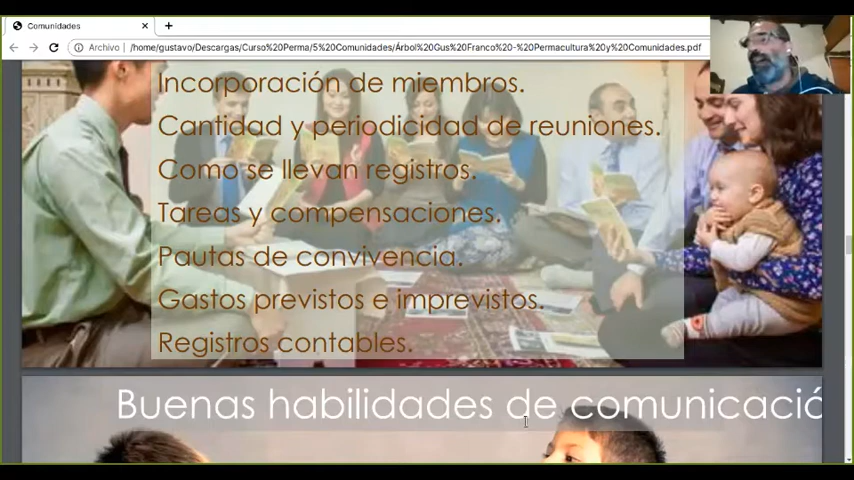 Comunidades
Archivo | /home/gustavo/Descargas/Curso%20Perma/5%20Comunidades/Árbol%20Gus%20Franco%20-%20Permacultura%20y%20Comunidades.pdf
Incorporación de miembros.
Cantidad y periodicidad de reuniones.
Como se llevan registros.
Tareas y compensaciones.
Pautas de convivencia.
Gastos previstos e imprevistos.
Registros contables.
Buenas habilidades de comunicació